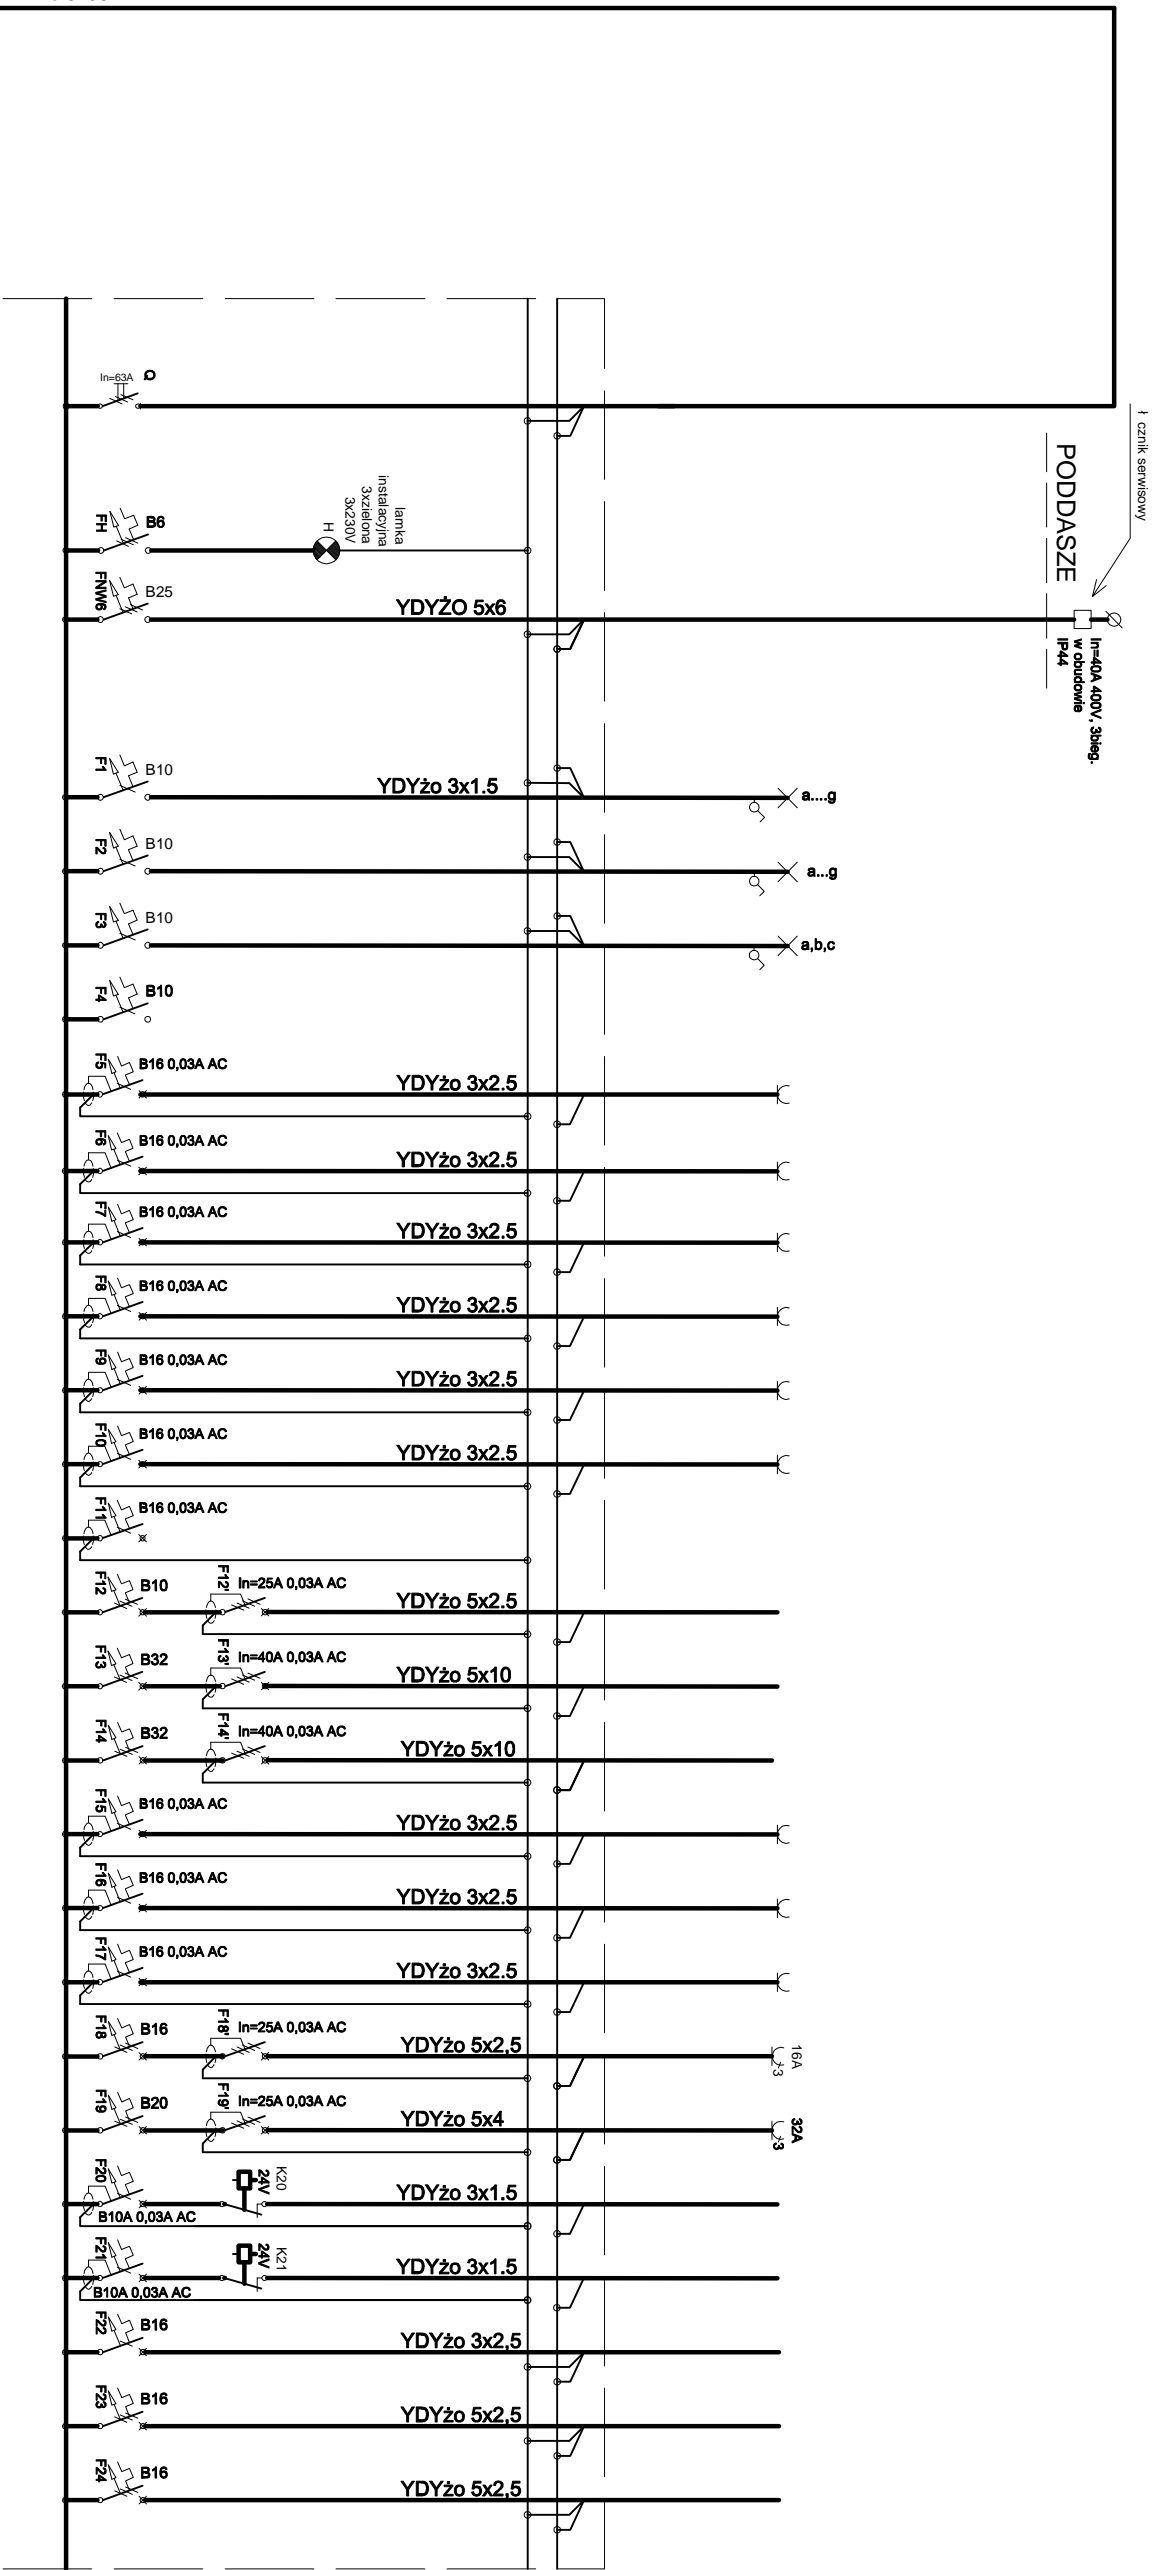 ł cznik serwisowy
PODDASZE
In=40A 400V, 3bieg.
w obudowie
IP44
In=63A
Q
lamka
instalacyjna
3xzielona
3x230V
H
FH
B6
FNW6
B25
YDYŻO 5x6
F1
B10
YDYżo 3x1.5
a....g
F2
B10
a...g
F3
B10
a,b,c
F4
B10
F5
B16 0,03A AC
YDYżo 3x2.5
F6
B16 0,03A AC
YDYżo 3x2.5
F7
B16 0,03A AC
YDYżo 3x2.5
F8
B16 0,03A AC
YDYżo 3x2.5
F9
B16 0,03A AC
YDYżo 3x2.5
F10
B16 0,03A AC
YDYżo 3x2.5
F11
B16 0,03A AC
F12
B10
F12'
In=25A 0,03A AC
YDYżo 5x2.5
F13
B32
F13'
In=40A 0,03A AC
YDYżo 5x10
F14
B32
F14'
In=40A 0,03A AC
YDYżo 5x10
F15
B16 0,03A AC
YDYżo 3x2.5
F16
B16 0,03A AC
YDYżo 3x2.5
F17
B16 0,03A AC
YDYżo 3x2.5
F18
B16
F18'
In=25A 0,03A AC
YDYżo 5x2,5
16A
3
F19
B20
F19'
In=25A 0,03A AC
YDYżo 5x4
32A
3
F20
B10A 0,03A AC
K20
24V
YDYżo 3x1.5
F21
B10A 0,03A AC
K21
24V
YDYżo 3x1.5
F22
B16
YDYżo 3x2,5
F23
B16
YDYżo 5x2,5
F24
B16
YDYżo 5x2,5